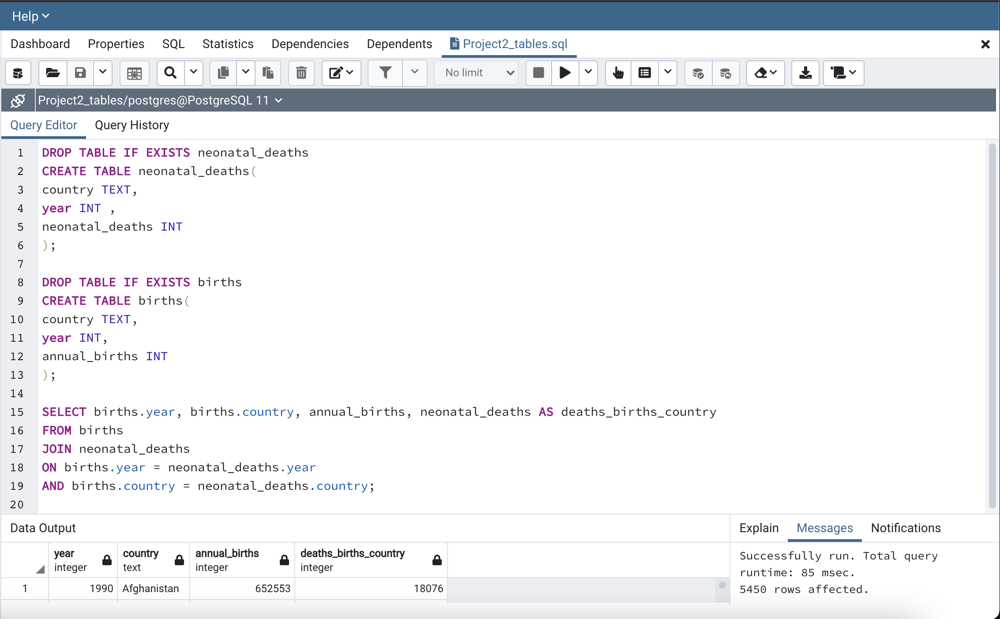 Help
Dashboard Properties SQL Statistics Dependencies Dependents Project2_tables.sql
No limit
Project2_tables/postgres@PostgreSQL 11
Query Editor Query History
1 DROP TABLE IF EXISTS neonatal_deaths
2 CREATE TABLE neonatal_deaths(
3 country TEXT,
4 year INT ,
5 neonatal_deaths INT
6 );
7
8 DROP TABLE IF EXISTS births
9 CREATE TABLE births(
10 country TEXT,
11 year INT,
12 annual_births INT
13 );
14
15 SELECT births.year, births.country, annual_births, neonatal_deaths AS deaths_births_country
16 FROM births
17 JOIN neonatal_deaths
18 ON births.year = neonatal_deaths.year
19 AND births.country = neonatal_deaths.country;
20
Data Output
year country annual_births deaths_births_country
integer text integer integer
1 1990 Afghanistan 652553 18076
Explain Messages Notifications
Successfully run. Total query
runtime: 85 msec.
5450 rows affected.